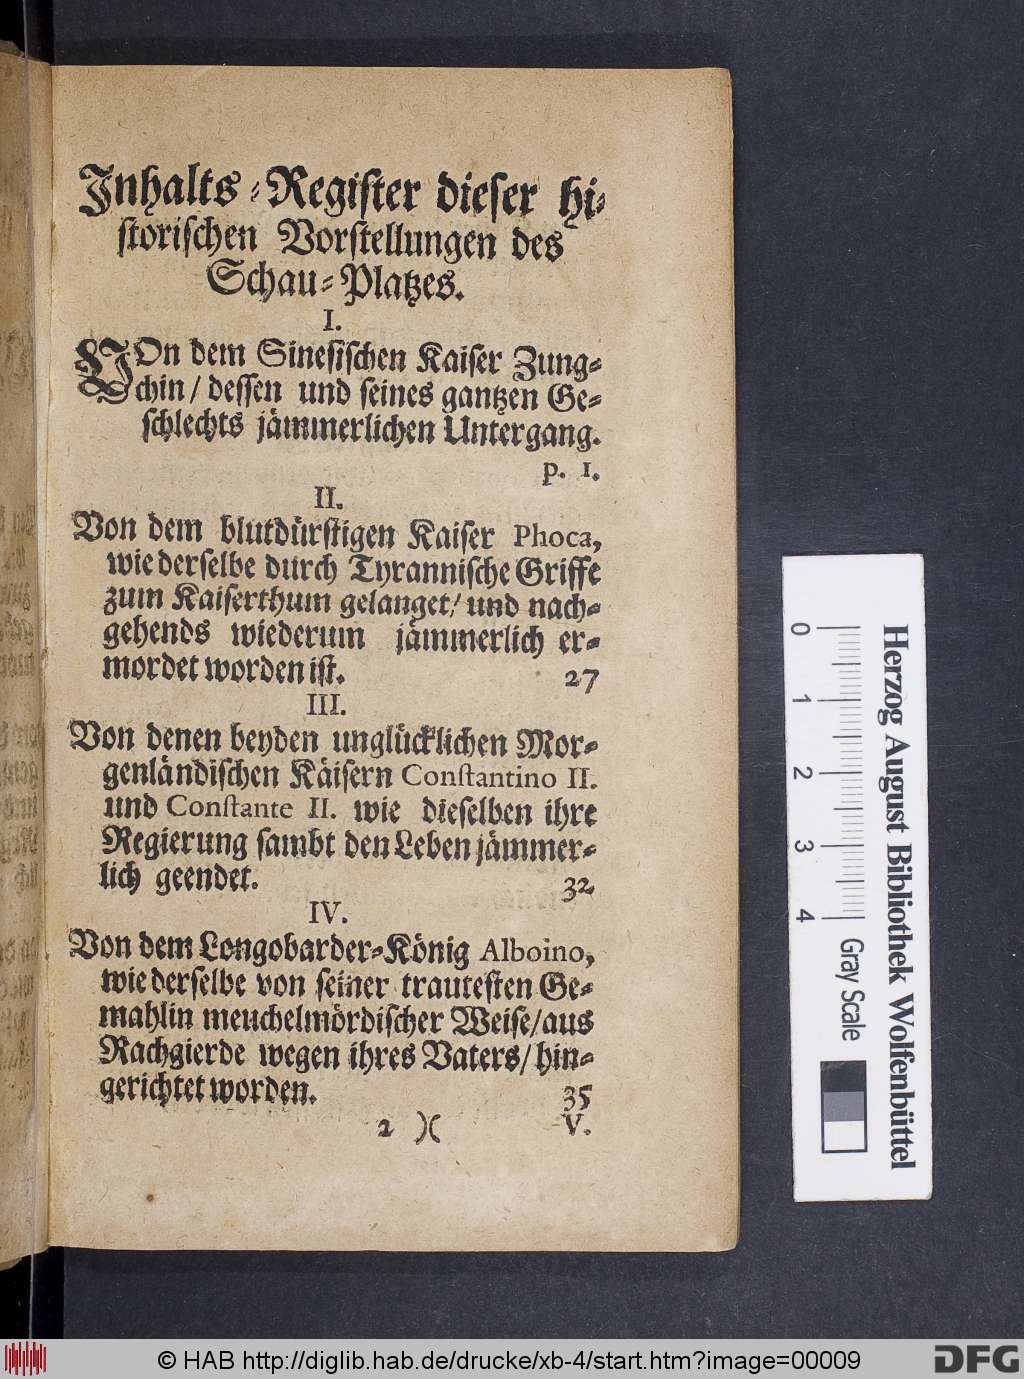 Inhalts-Register dieser hi-
storischen Vorstellungen des
Schau-Platzes.
I.
VOn dem Sinesischen Kaiser Zung-
chin / dessen und seines gantzen Ge-
schlechts jämmerlichen Untergang.
p. 1.
II.
Von dem blutdürstigen Kaiser Phoca,
wie derselbe durch Tyrannische Griffe
zum Kaiserthum gelanget / und nach-
gehends wiederum jämmerlich er-
mordet worden ist. 27
III.
Von denen beyden unglücklichen Mor-
genländischen Käisern Constantino II.
und Constante II. wie dieselben ihre
Regierung sambt den Leben jämmer-
lich geendet. 32
IV.
Von dem Longobarder-König Alboino,
wie derselbe von seiner trautesten Ge-
mahlin meuchelmördischer Weise / aus
Rachgierde wegen ihres Vaters / hin-
gerichtet worden. 35
2 )( V.
0 1 2 3 4
Gray Scale
Herzog August Bibliothek Wolfenbüttel
© HAB http://diglib.hab.de/drucke/xb-4/start.htm?image=00009
DFG